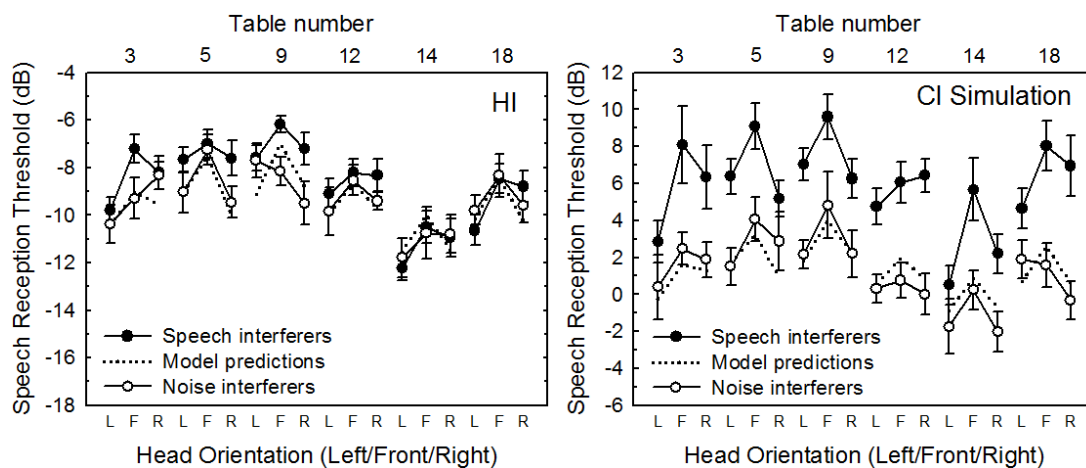 Table number
3 5 9 12 14 18
Speech Reception Threshold (dB)
-4
-6
-8
-10
-12
-14
-16
-18
HI
Speech interferers
Model predictions
Noise interferers
L F R L F R L F R L F R L F R L F R
Head Orientation (Left/Front/Right)
Table number
3 5 9 12 14 18
Speech Reception Threshold (dB)
12
10
8
6
4
2
0
-2
-4
-6
CI Simulation
Speech interferers
Model predictions
Noise interferers
L F R L F R L F R L F R L F R L F R
Head Orientation (Left/Front/Right)